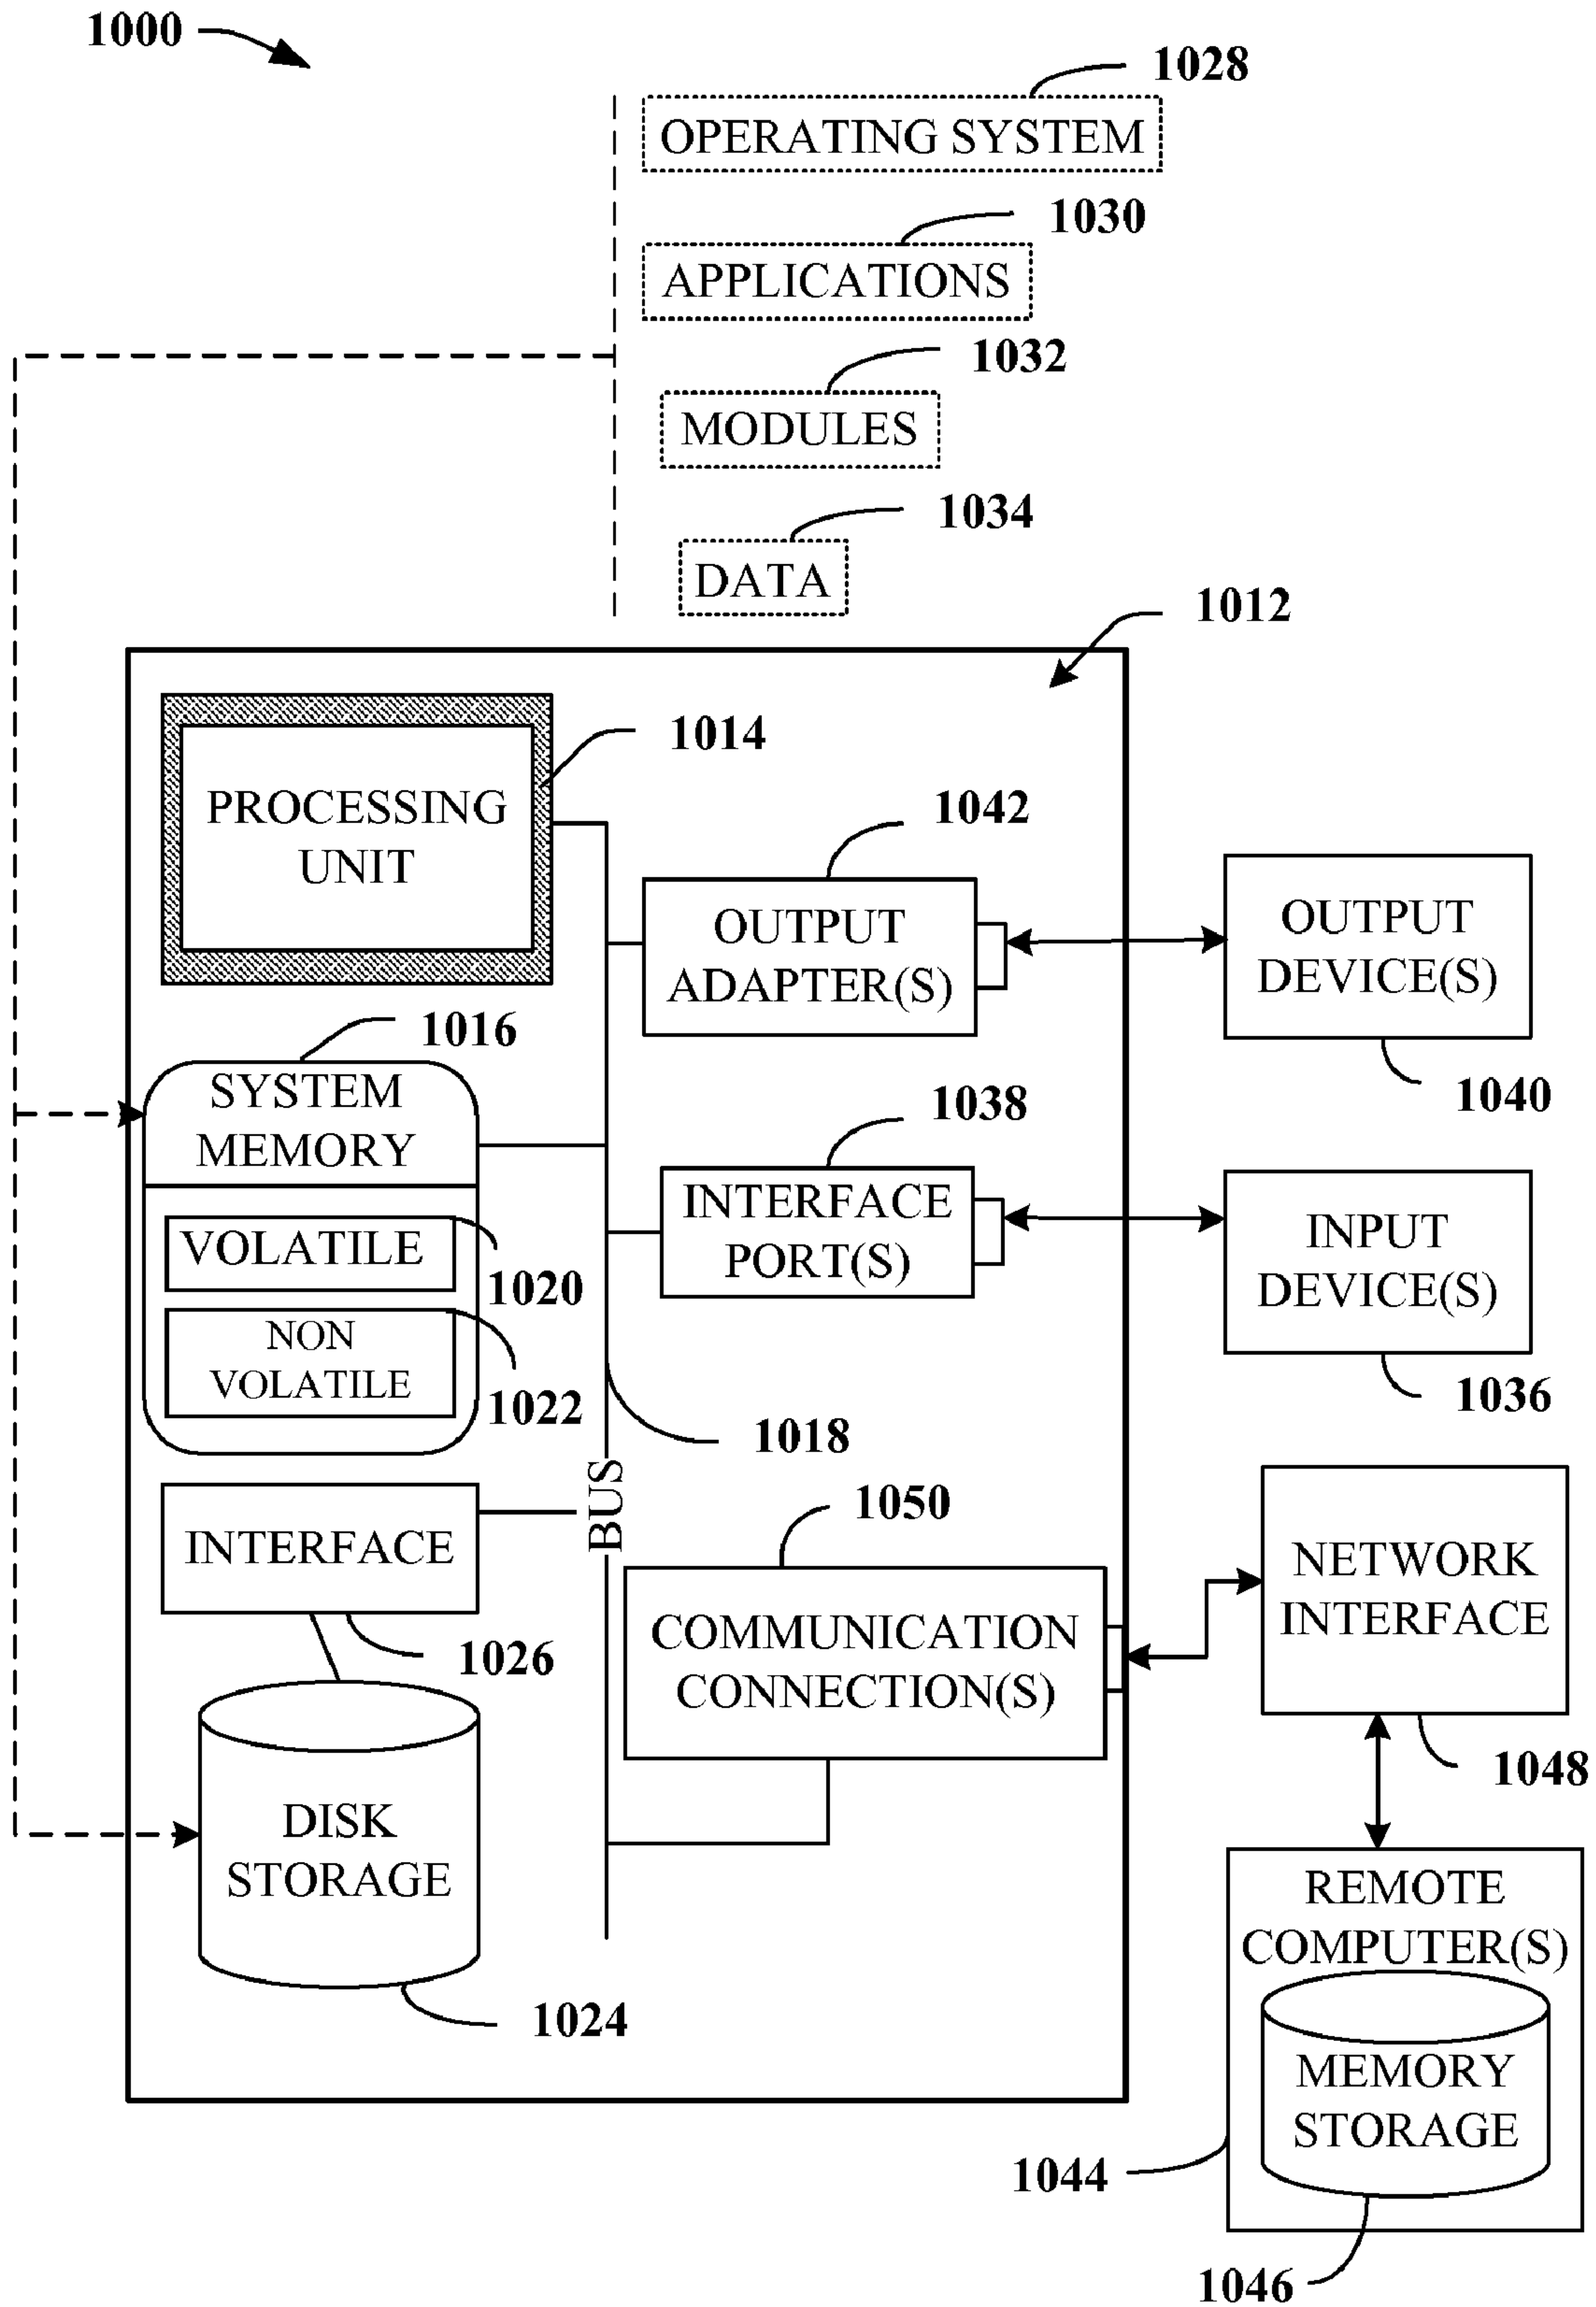 1000
1028
OPERATING SYSTEM
1030
APPLICATIONS
1032
MODULES
1034
DATA
1012
1014
PROCESSING
UNIT
1042
OUTPUT
ADAPTER(S)
OUTPUT
DEVICE(S)
1040
1016
SYSTEM
MEMORY
VOLATILE
1020
NON
VOLATILE
1022
1038
INTERFACE
PORT(S)
INPUT
DEVICE(S)
1036
1018
BUS
INTERFACE
1026
1050
COMMUNICATION
CONNECTION(S)
NETWORK
INTERFACE
1048
DISK
STORAGE
1024
REMOTE
COMPUTER(S)
MEMORY
STORAGE
1044
1046